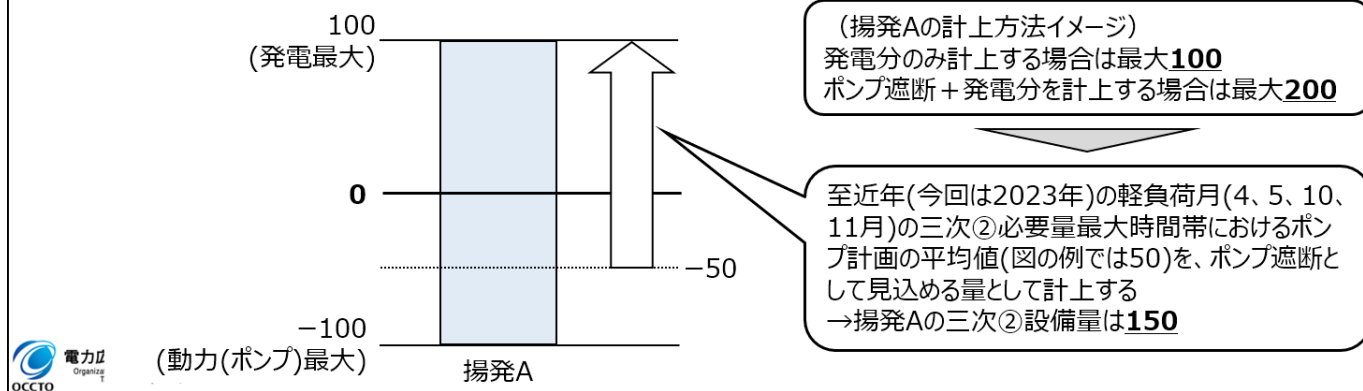 100
(発電最大)
0
−50
−100
(動力(ポンプ)最大)
揚発A
（揚発Aの計上方法イメージ）
発電分のみ計上する場合は最大100
ポンプ遮断＋発電分を計上する場合は最大200
至近年(今回は2023年)の軽負荷月(4、5、10、
11月)の三次②必要量最大時間帯におけるポン
プ計画の平均値(図の例では50)を、ポンプ遮断と
して見込める量として計上する
→揚発Aの三次②設備量は150
電力広
Organiza
OCCTO